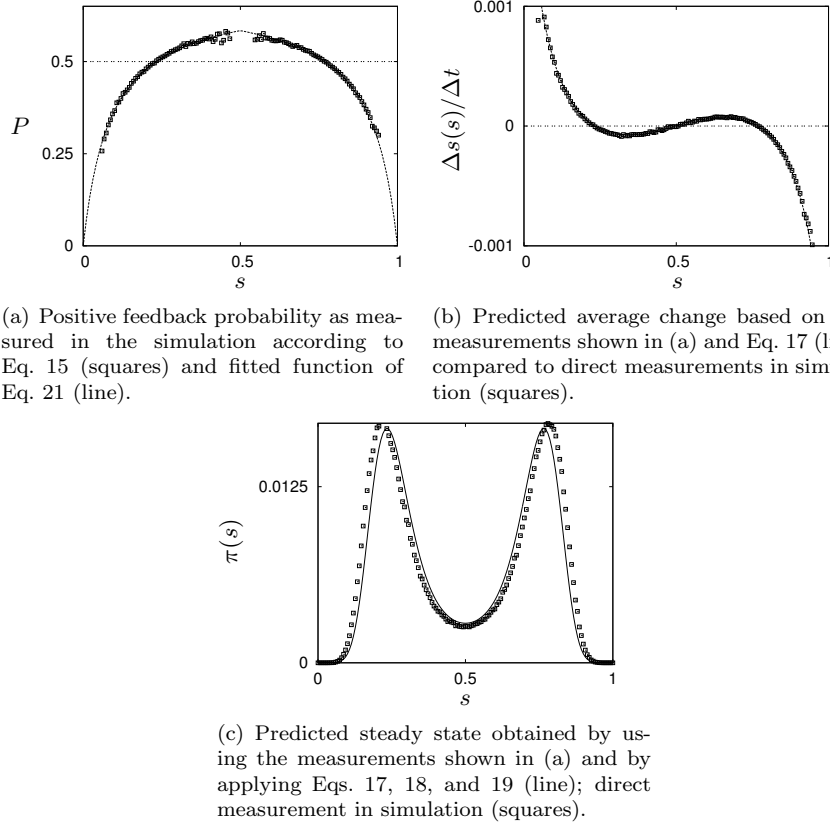 0.5
P
0.25
0
0
0.5
1
s
0.001
Δs(s)/Δt
0
-0.001
0
0.5
1
s
(a) Positive feedback probability as mea-
sured in the simulation according to
Eq. 15 (squares) and fitted function of
Eq. 21 (line).
(b) Predicted average change based on
measurements shown in (a) and Eq. 17
compared to direct measurements in
tion (squares).
0.0125
π(s)
0
0
0.5
1
s
(c) Predicted steady state obtained by us-
ing the measurements shown in (a) and by
applying Eqs. 17, 18, and 19 (line); direct
measurement in simulation (squares).